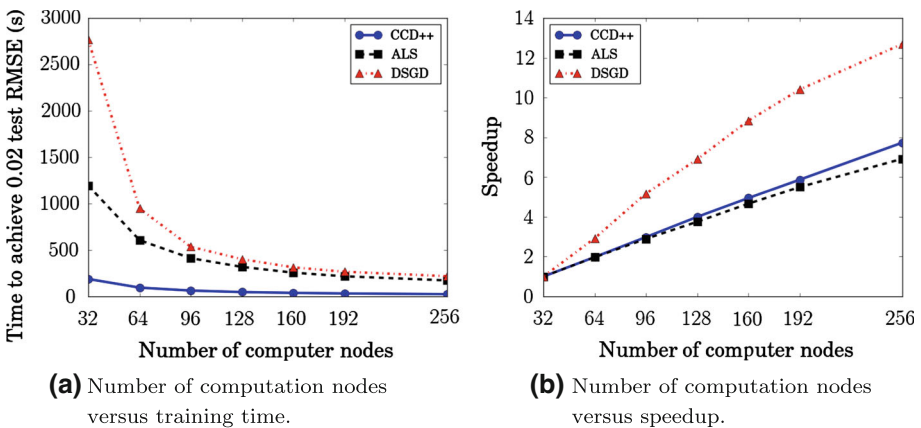 Time to achieve 0.02 test RMSE (s)
3000
2500
2000
1500
1000
500
0
32
64
96
128
160
192
256
Number of computer nodes
CCD++
ALS
DSGD
(a) Number of computation nodes
versus training time.
Speedup
14
12
10
8
6
4
2
0
32
64
96
128
160
192
256
Number of computer nodes
CCD++
ALS
DSGD
(b) Number of computation nodes
versus speedup.